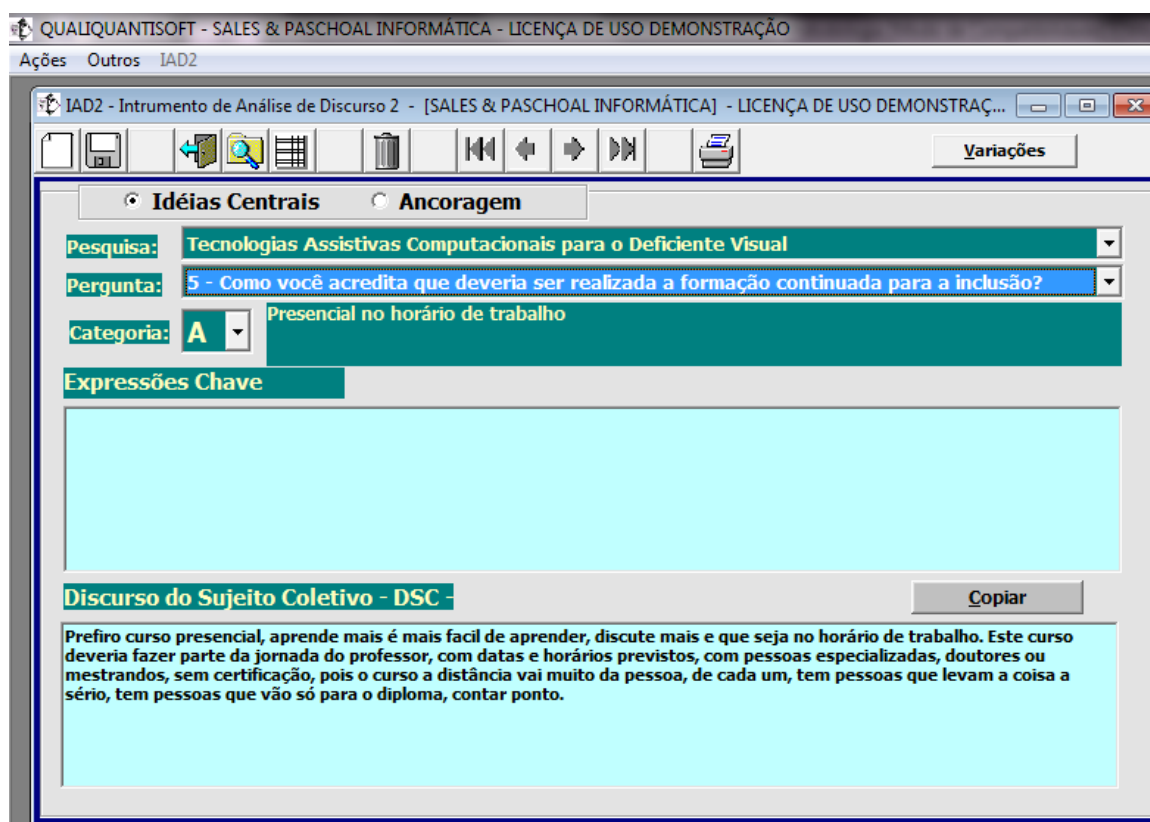 QUALIQUANTISOFT - SALES & PASCHOAL INFORMÁTICA - LICENÇA DE USO DEMONSTRAÇÃO
Ações Outros IAD2
IAD2 - Intrumento de Análise de Discurso 2 - [SALES & PASCHOAL INFORMÁTICA] - LICENÇA DE USO DEMONSTRAÇ...
Variações
Idéias Centrais Ancoragem
Pesquisa: Tecnologias Assistivas Computacionais para o Deficiente Visual
Pergunta: 5 - Como você acredita que deveria ser realizada a formação continuada para a inclusão?
Categoria: A Presencial no horário de trabalho
Expressões Chave
Discurso do Sujeito Coletivo - DSC -
Copiar
Prefiro curso presencial, aprende mais é mais facil de aprender, discute mais e que seja no horário de trabalho. Este curso
deveria fazer parte da jornada do professor, com datas e horários previstos, com pessoas especializadas, doutores ou
mestrandos, sem certificação, pois o curso a distância vai muito da pessoa, de cada um, tem pessoas que levam a coisa a
sério, tem pessoas que vão só para o diploma, contar ponto.